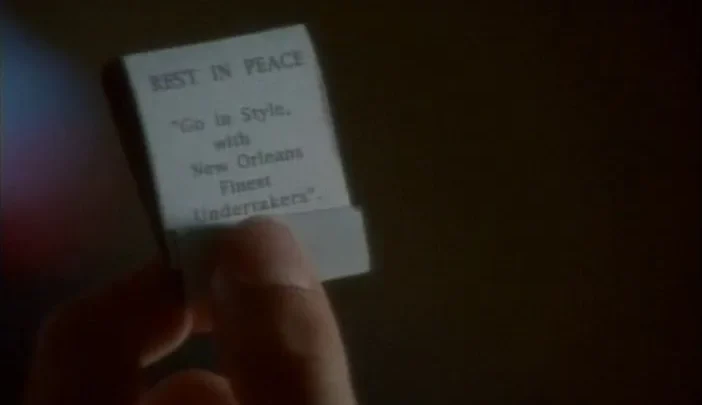 REST IN PEACE
"Go in Style,
with
New Orleans
Finest
Undertakers".